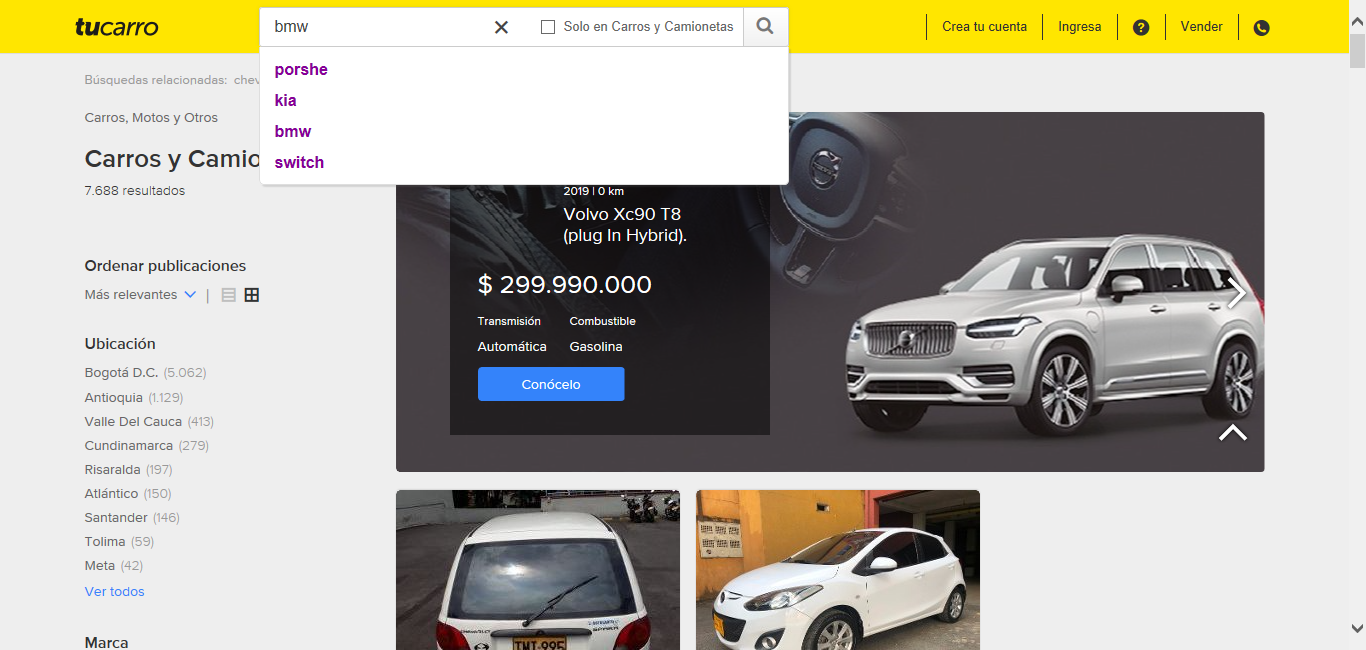 tucarro
bmw
Solo en Carros y Camionetas
Crea tu cuenta
Ingresa
?
Vender
porshe
kia
bmw
switch
Búsquedas relacionadas: chev
Carros, Motos y Otros
Carros y Camio
7.688 resultados
Ordenar publicaciones
Más relevantes
Ubicación
Bogotá D.C. (5.062)
Antioquia (1.129)
Valle Del Cauca (413)
Cundinamarca (279)
Risaralda (197)
Atlántico (150)
Santander (146)
Tolima (59)
Meta (42)
Ver todos
Marca
2019 | 0 km
Volvo Xc90 T8
(plug In Hybrid).
$ 299.990.000
Transmisión Combustible
Automática Gasolina
Conócelo
CHEVROLET
SPARK
TMI-995